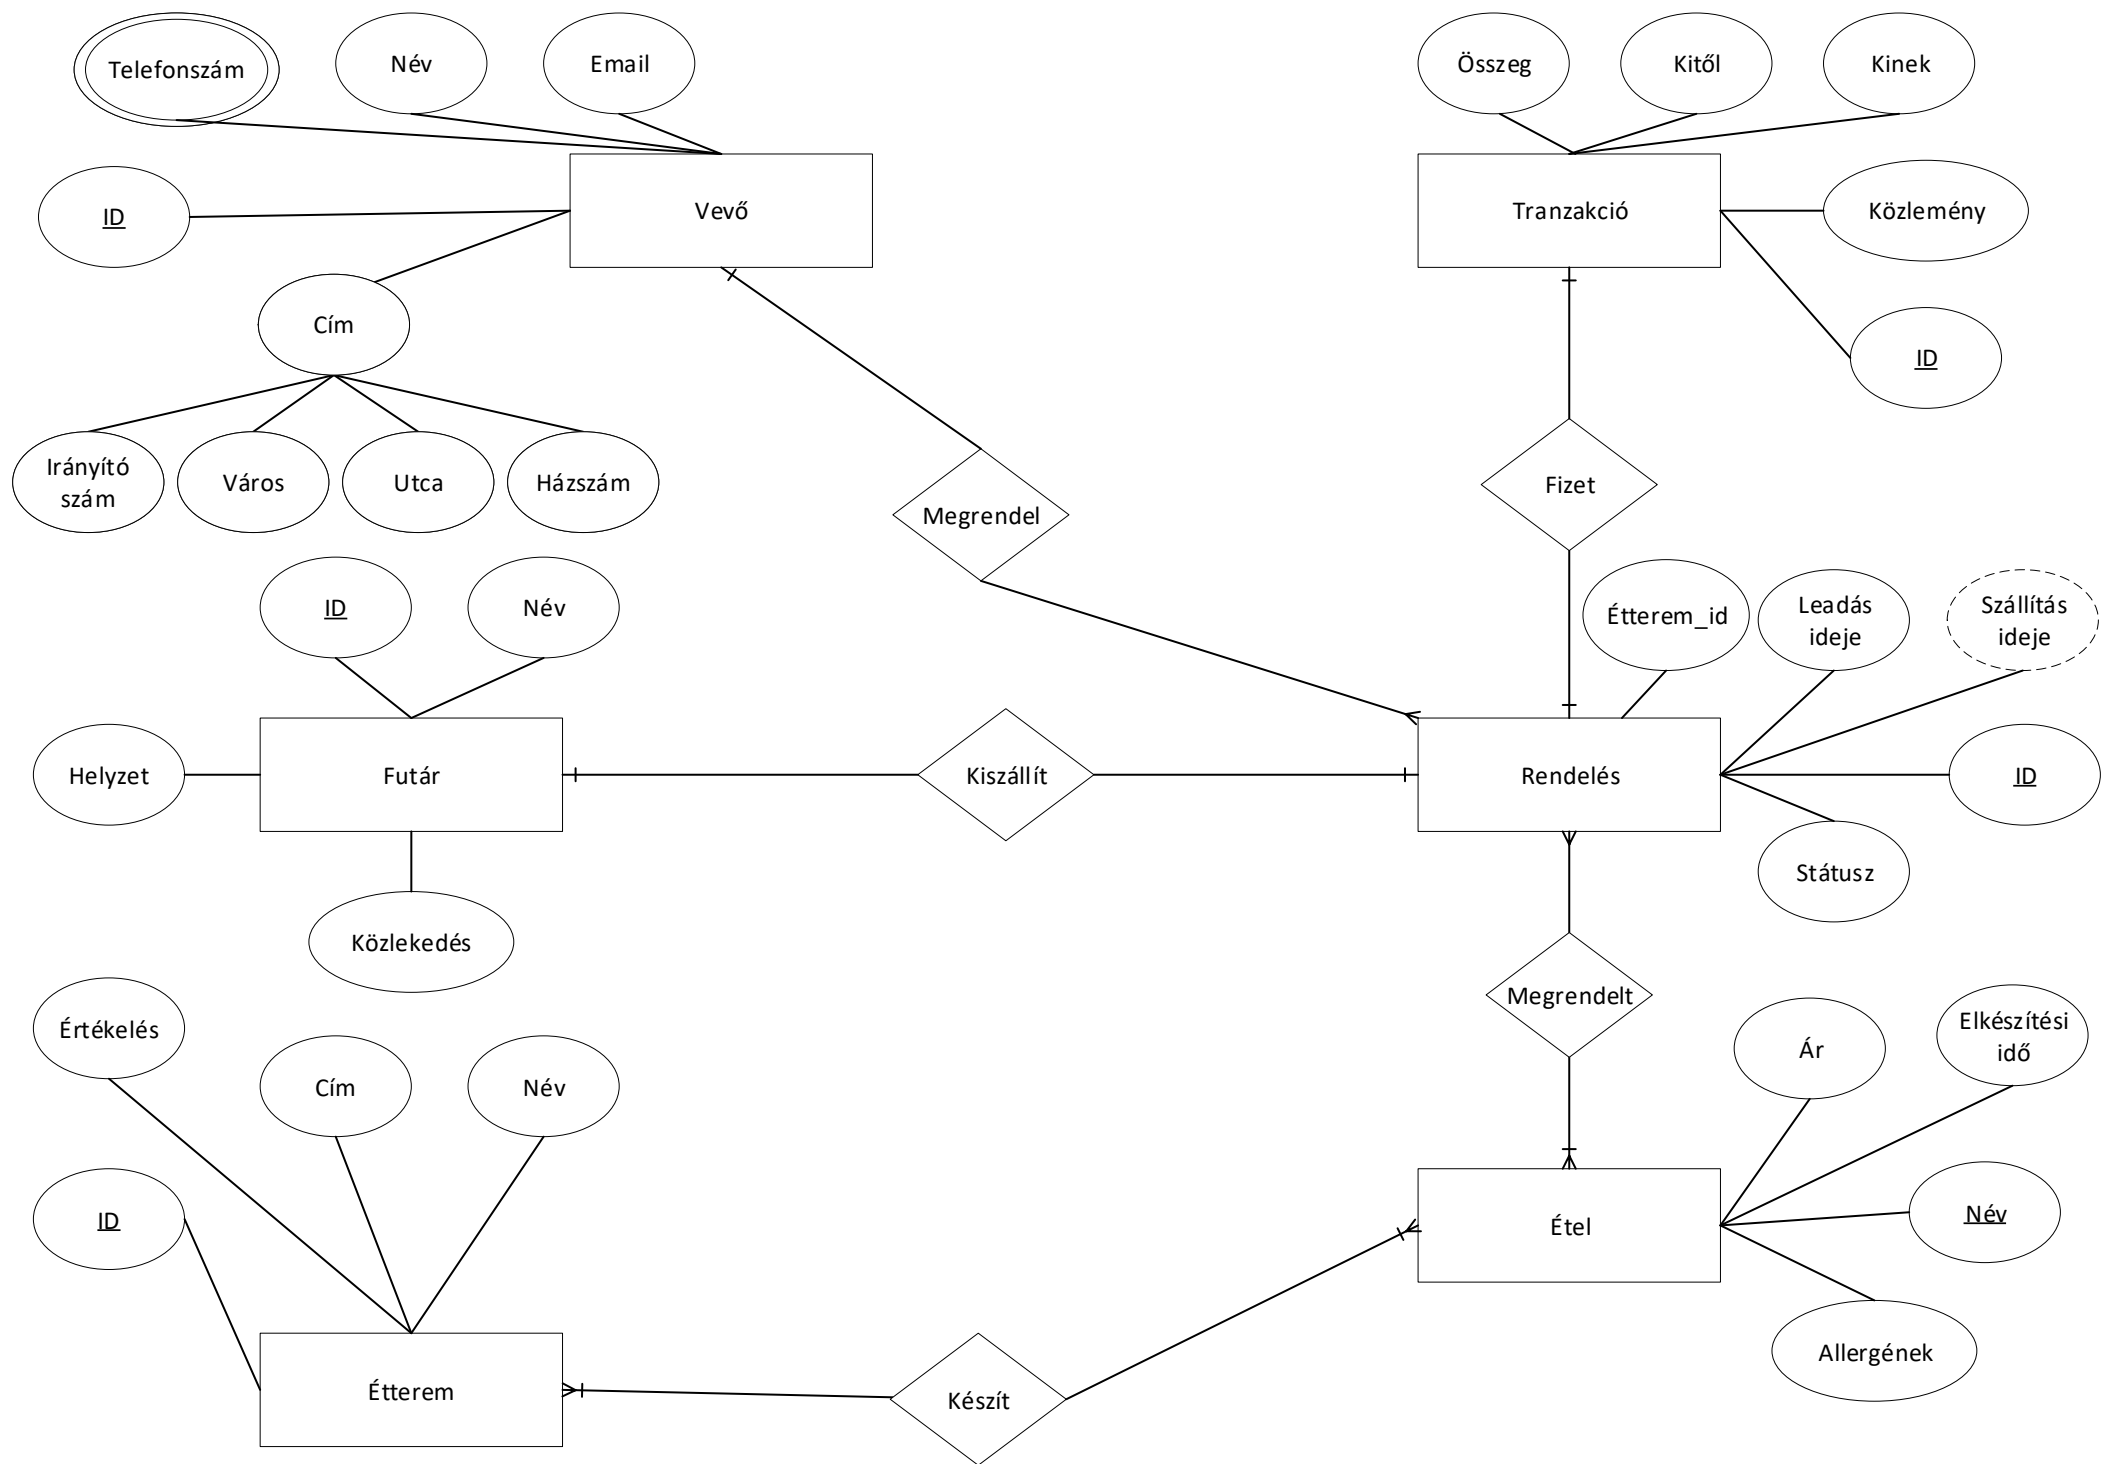 Telefonszám
Név
Email
Összeg
Kitől
Kinek
ID
Vevő
Tranzakció
Közlemény
Cím
ID
Irányító
szám
Város
Utca
Házszám
Megrendel
Fizet
ID
Név
Étterem_id
Leadás
ideje
Szállítás
ideje
Helyzet
Futár
Kiszállít
Rendelés
ID
Státusz
Közlekedés
Megrendelt
Értékelés
Cím
Név
Ár
Elkészítési
idő
ID
Étel
Név
Allergének
Étterem
Készít